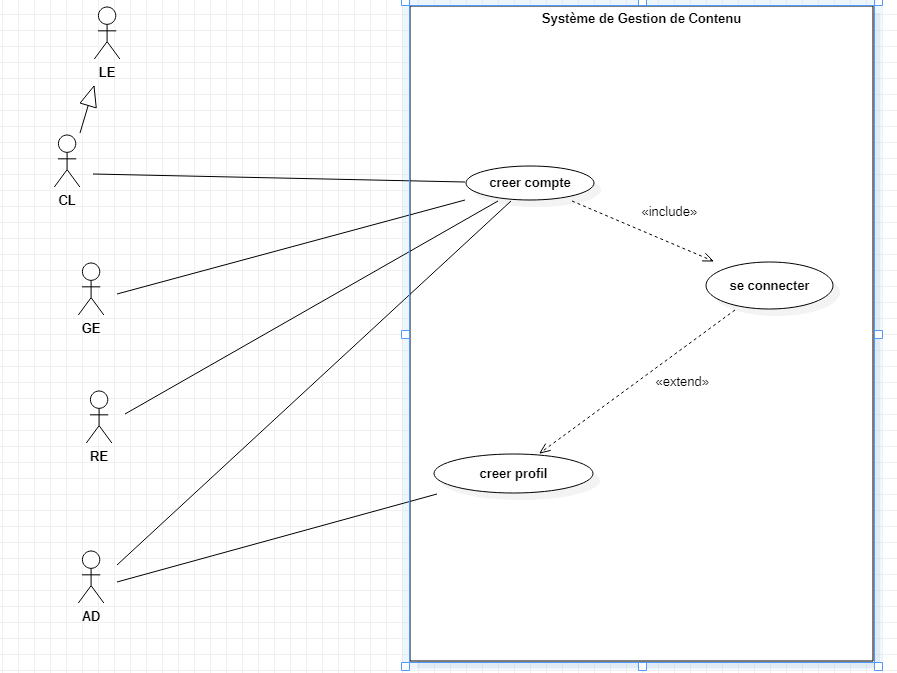 Système de Gestion de Contenu
LE
CL
creer compte
«include»
se connecter
GE
«extend»
RE
creer profil
AD